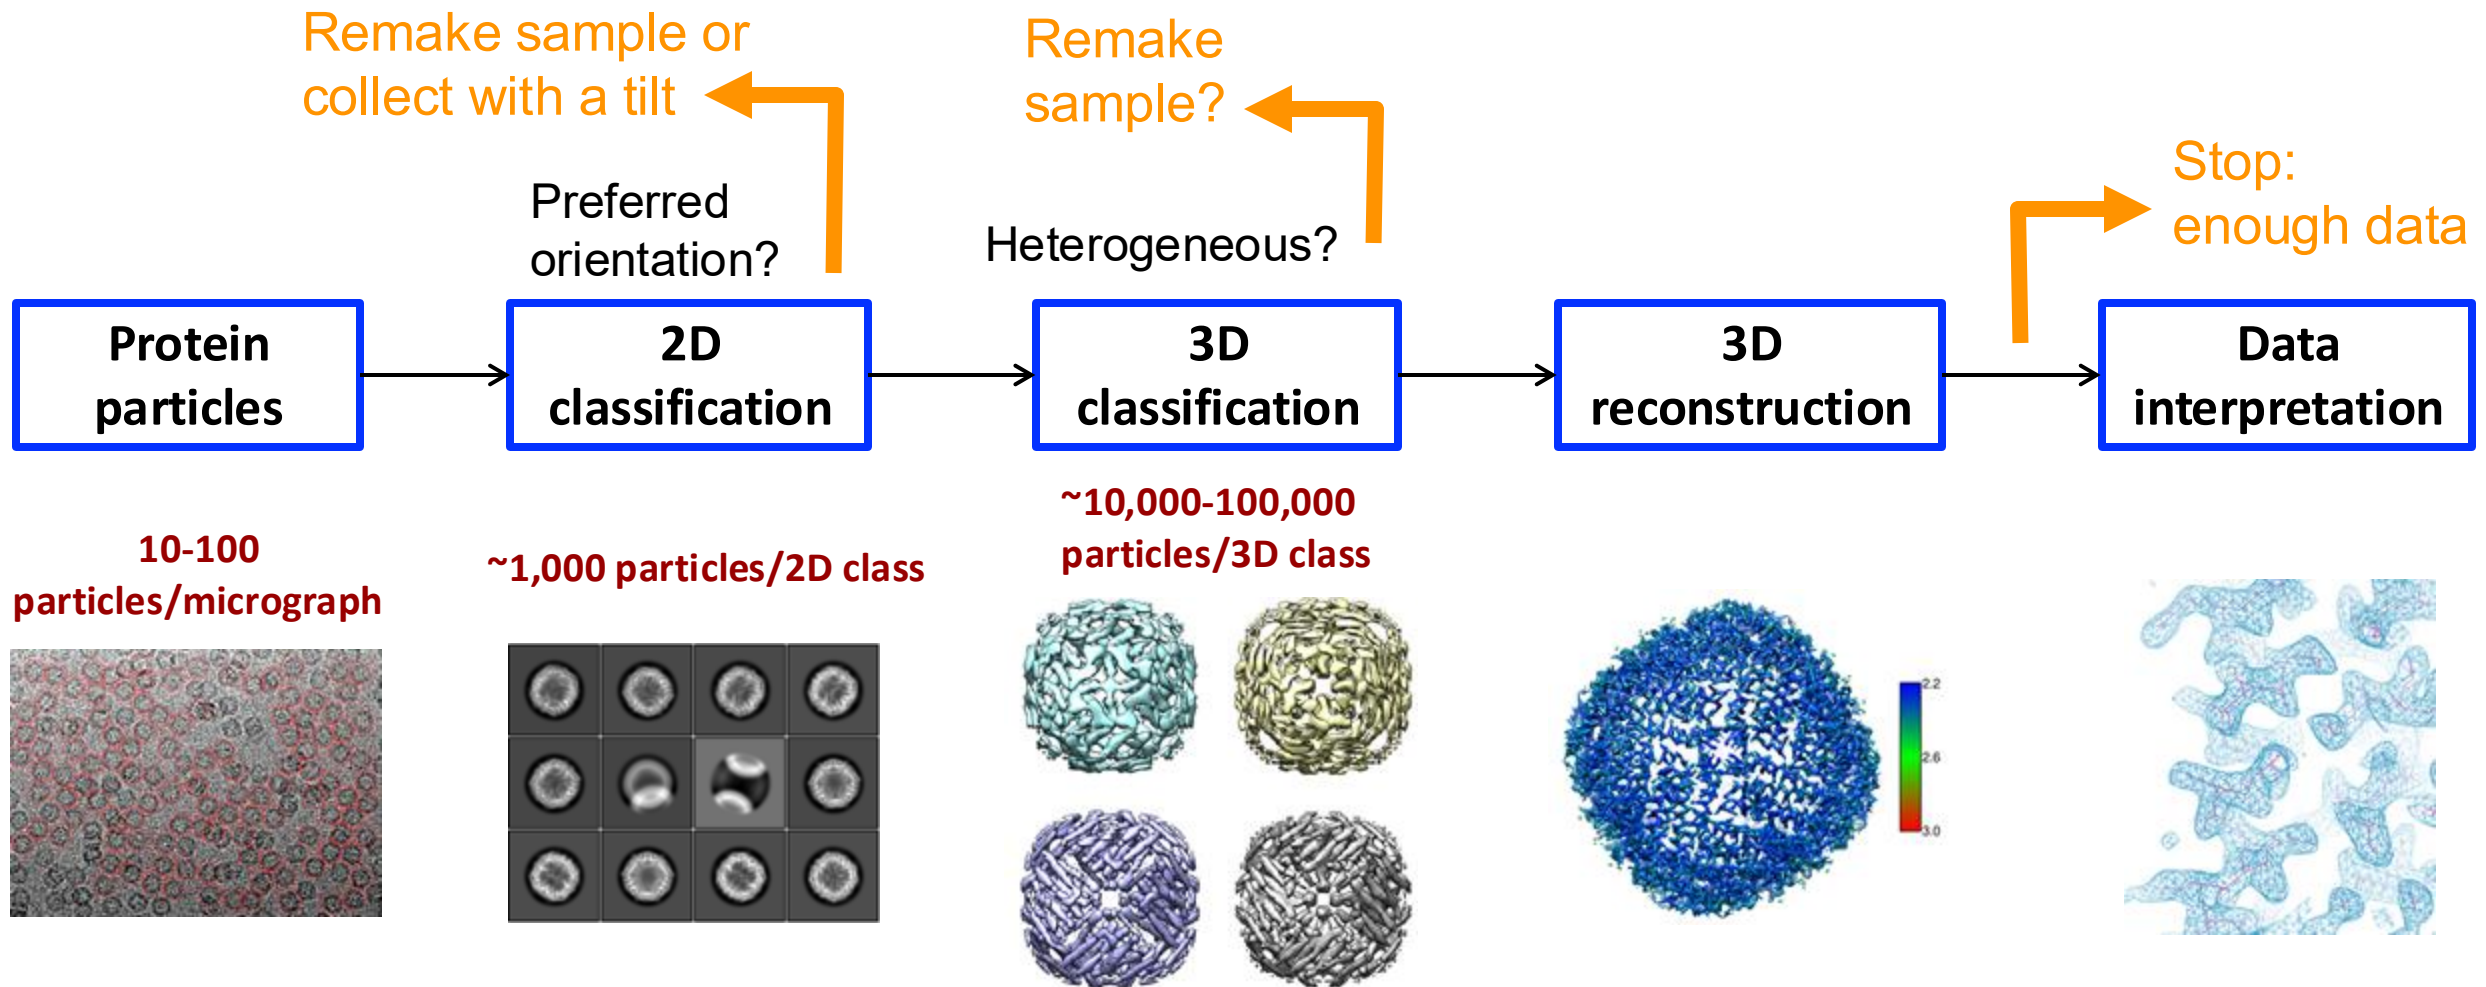 Remake sample or
collect with a tilt
Remake
sample?
Stop:
enough data
Preferred
orientation?
Heterogeneous?
Protein
particles
2D
classification
3D
classification
3D
reconstruction
Data
interpretation
10-100
particles/micrograph
~1,000 particles/2D class
~10,000-100,000
particles/3D class
2.2
2.6
3.0